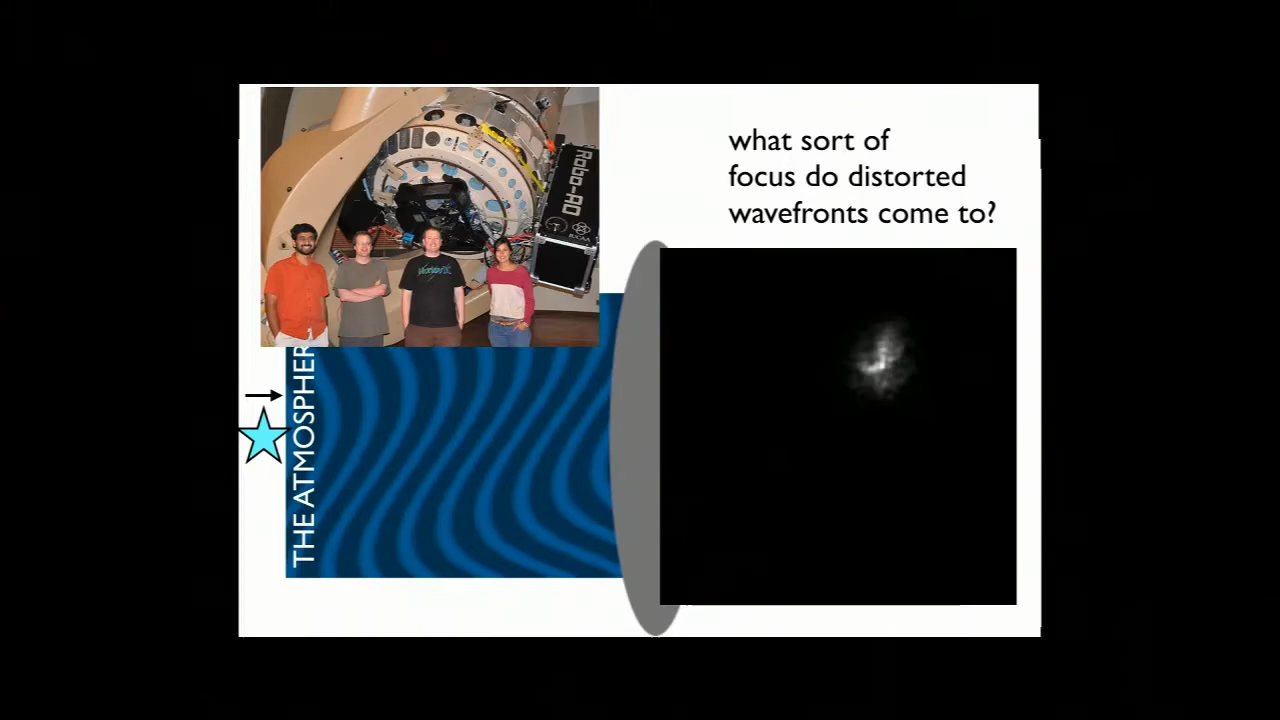 what sort of
focus do distorted
wavefronts come to?
Robo-AO
THE ATMOSPHER